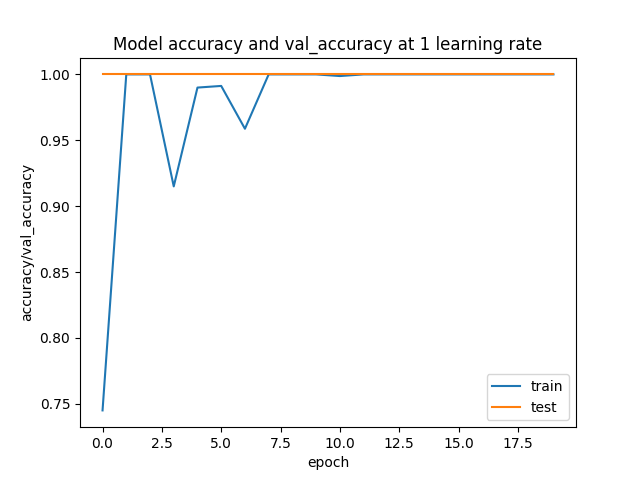 Model accuracy and val_accuracy at 1 learning rate
accuracy/val_accuracy
1.00
0.95
0.90
0.85
0.80
0.75
train
test
0.0 2.5 5.0 7.5 10.0 12.5 15.0 17.5
epoch